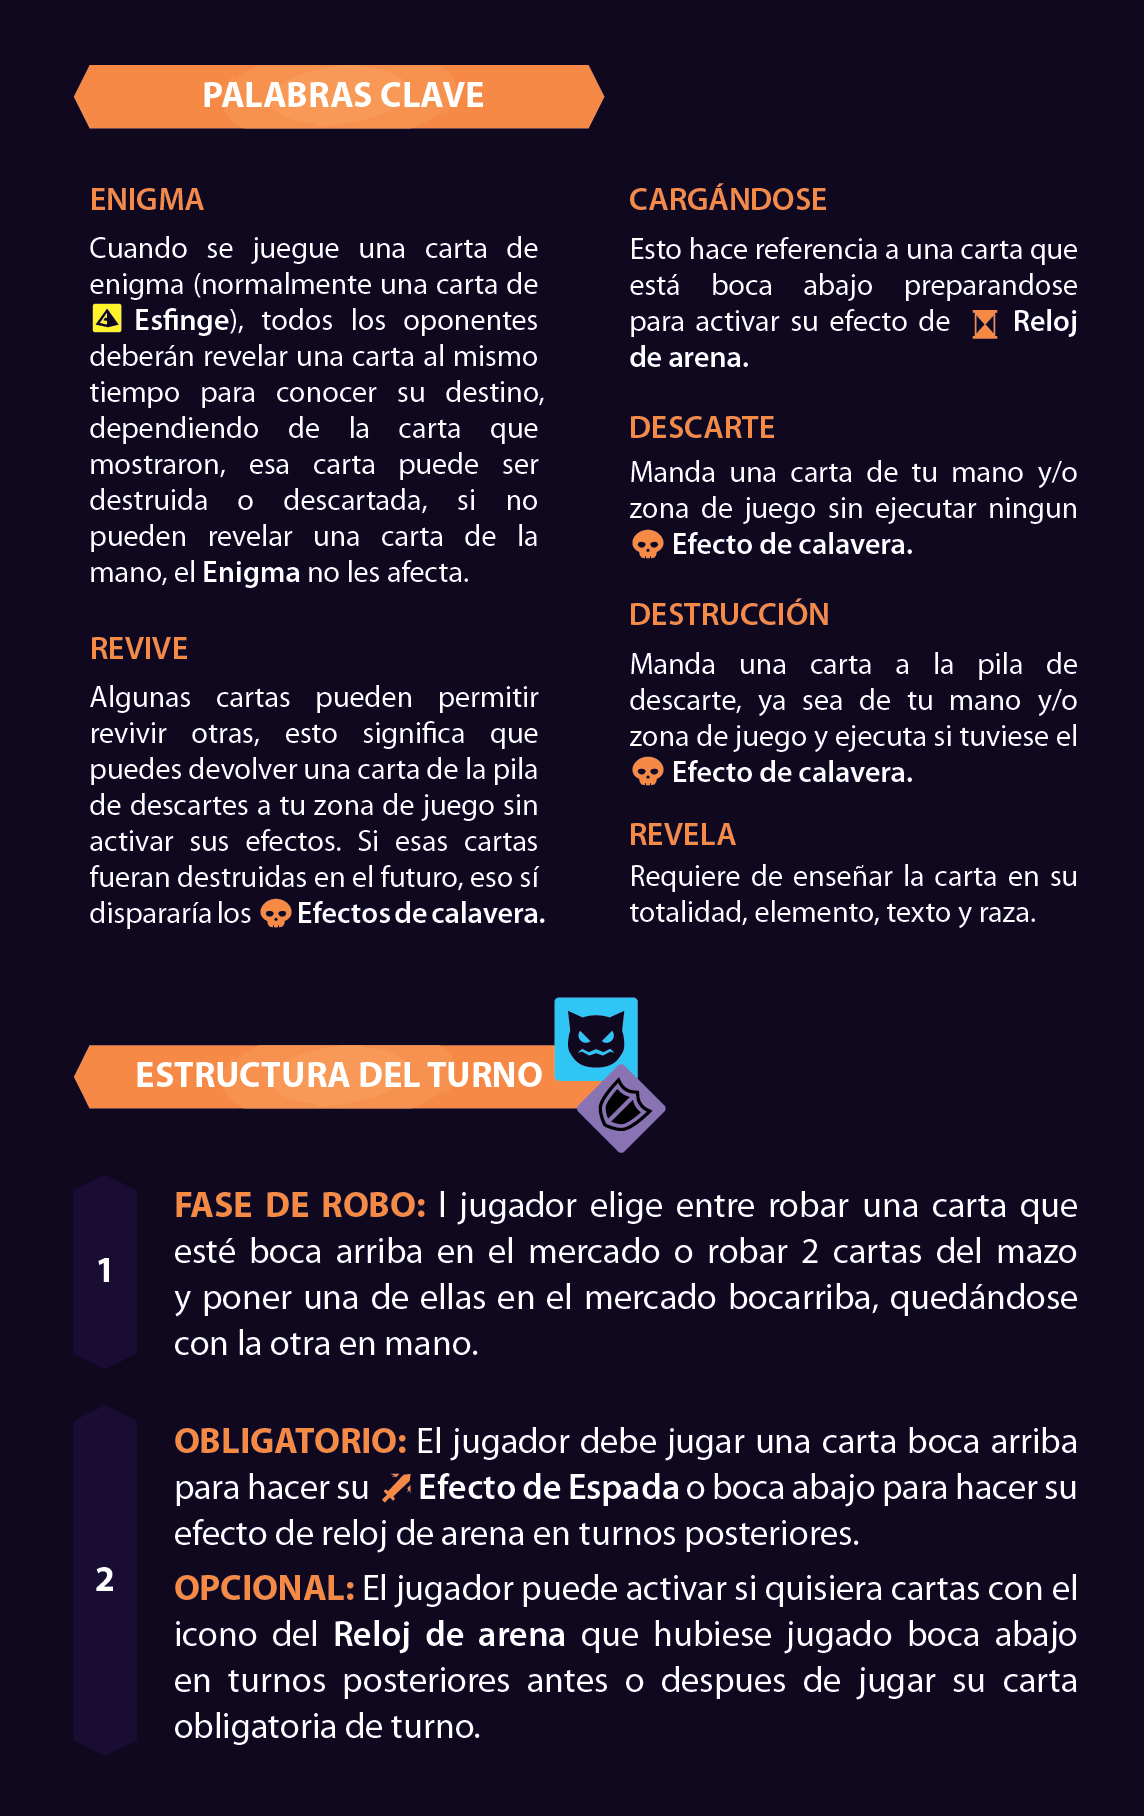 PALABRAS CLAVE
ENIGMA
Cuando se juegue una carta de
enigma (normalmente una carta de
Esfinge), todos los oponentes
deberán revelar una carta al mismo
tiempo para conocer su destino,
dependiendo de la carta que
mostraron, esa carta puede ser
destruida o descartada, si no
pueden revelar una carta de la
mano, el Enigma no les afecta.
REVIVE
Algunas cartas pueden permitir
revivir otras, esto significa que
puedes devolver una carta de la pila
de descartes a tu zona de juego sin
activar sus efectos. Si esas cartas
fueran destruidas en el futuro, eso sí
dispararía los Efectos de calavera.
CARGÁNDOSE
Esto hace referencia a una carta que
está boca abajo preparandose
para activar su efecto de Reloj
de arena.
DESCARTE
Manda una carta de tu mano y/o
zona de juego sin ejecutar ningun
Efecto de calavera.
DESTRUCCIÓN
Manda una carta a la pila de
descarte, ya sea de tu mano y/o
zona de juego y ejecuta si tuviese el
Efecto de calavera.
REVELA
Requiere de enseñar la carta en su
totalidad, elemento, texto y raza.
ESTRUCTURA DEL TURNO
1
FASE DE ROBO: l jugador elige entre robar una carta que
esté boca arriba en el mercado o robar 2 cartas del mazo
y poner una de ellas en el mercado bocarriba, quedándose
con la otra en mano.
2
OBLIGATORIO: El jugador debe jugar una carta boca arriba
para hacer su Efecto de Espada o boca abajo para hacer su
efecto de reloj de arena en turnos posteriores.
OPCIONAL: El jugador puede activar si quisiera cartas con el
icono del Reloj de arena que hubiese jugado boca abajo
en turnos posteriores antes o despues de jugar su carta
obligatoria de turno.